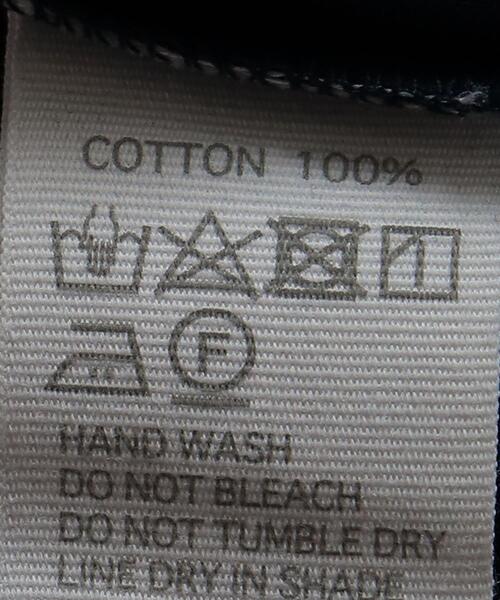 COTTON 100%
F
HAND WASH
DO NOT BLEACH
DO NOT TUMBLE DRY
LINE DRY IN SHADE